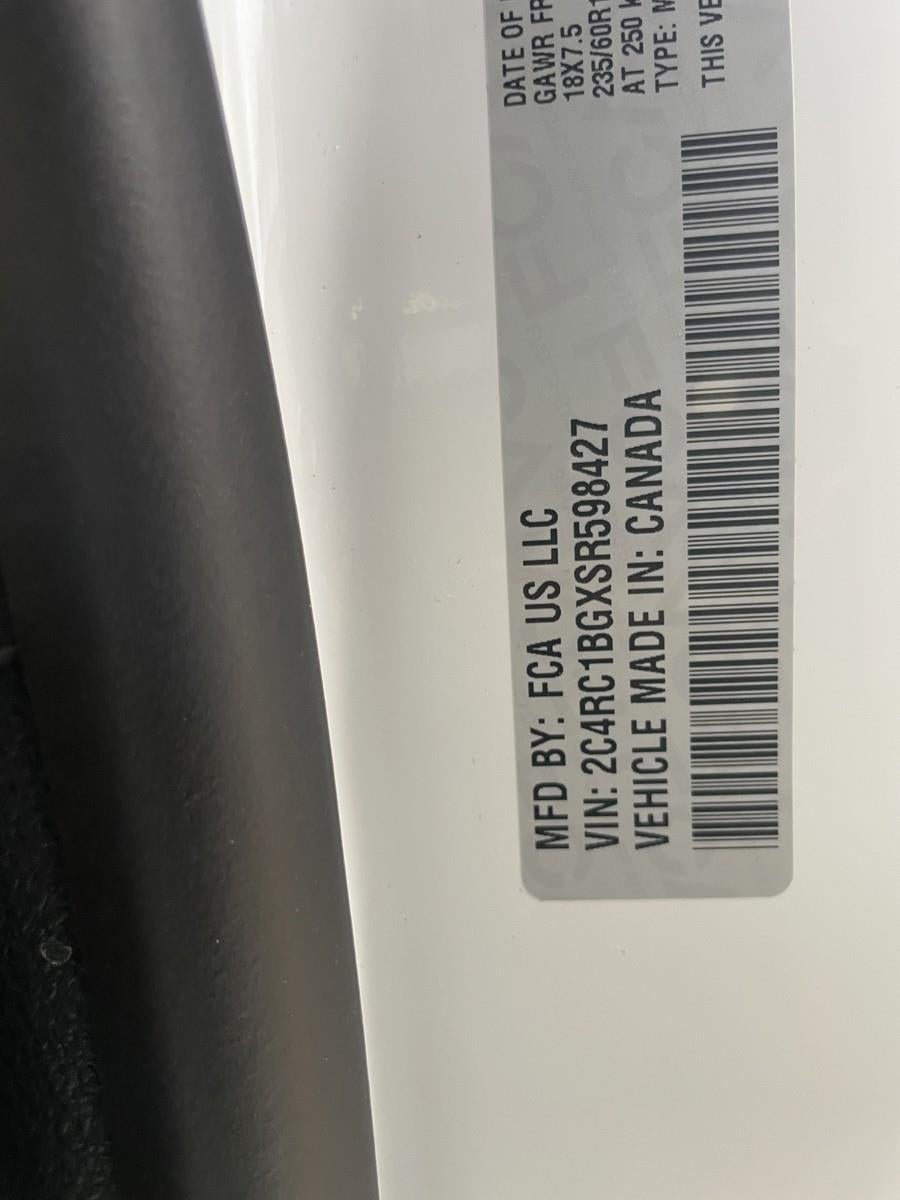 MFD BY: FCA US LLC
VIN: 2C4RC1BGXSR598427
VEHICLE MADE IN: CANADA
DATE OF
GAWR FR
18X7.5
235/60R1
AT 250 K
TYPE: M
THIS VE